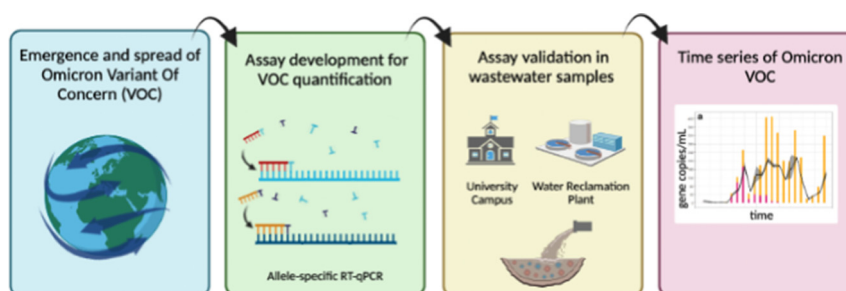 Emergence and spread of
Omicron Variant Of
Concern (VOC)
Assay development for
VOC quantification
Allele-specific RT-qPCR
Assay validation in
wastewater samples
University
Campus
Water Reclamation
Plant
Time series of Omicron
VOC
a
gene copies/mL
time